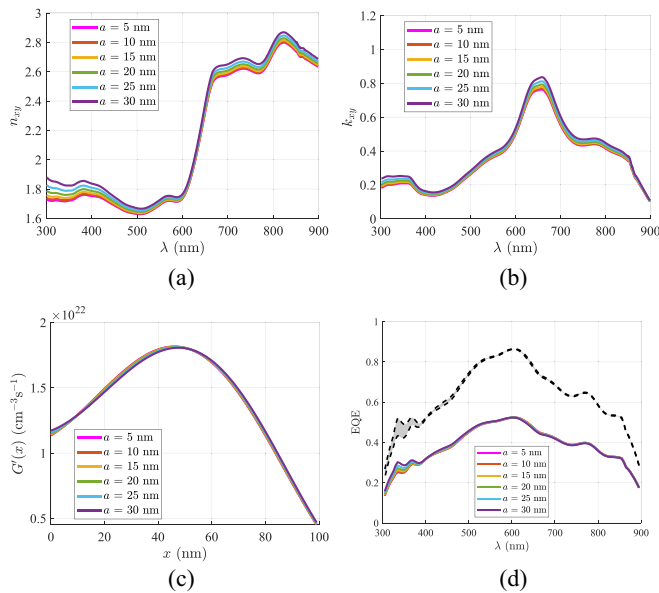 3
2.8
2.6
2.4
2.2
2
1.8
1.6
n_xy
a = 5 nm
a = 10 nm
a = 15 nm
a = 20 nm
a = 25 nm
a = 30 nm
300 400 500 600 700 800 900
λ (nm)
(a)
1.2
1
0.8
0.6
0.4
0.2
0
k_xy
a = 5 nm
a = 10 nm
a = 15 nm
a = 20 nm
a = 25 nm
a = 30 nm
300 400 500 600 700 800 900
λ (nm)
(b)
×10^22
2
1.5
1
0.5
G'(x) (cm^−3s^−1)
a = 5 nm
a = 10 nm
a = 15 nm
a = 20 nm
a = 25 nm
a = 30 nm
0 20 40 60 80 100
x (nm)
(c)
1
0.8
0.6
0.4
0.2
0
EQE
a = 5 nm
a = 10 nm
a = 15 nm
a = 20 nm
a = 25 nm
a = 30 nm
300 400 500 600 700 800 900
λ (nm)
(d)